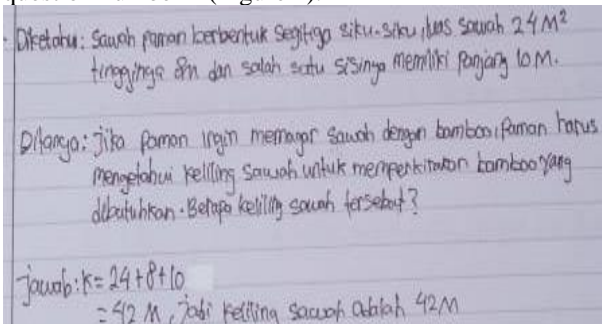 Diketahui: Sawah paman berbentuk segitiga siku-siku, luas sawah 24 M²
tingginga 8m dan salah satu sisinya memiliki panjang 10 M.
Ditanya: Jika paman ingin memagar sawah dengan bamboo, Paman harus
mengetahui keliling sawah untuk memperkirakan bamboo yang
dibutuhkan. Berapa keliling sawah tersebut?
Jawab: K= 24+8+10
= 42 M, Jadi keliling sawah adalah 42M